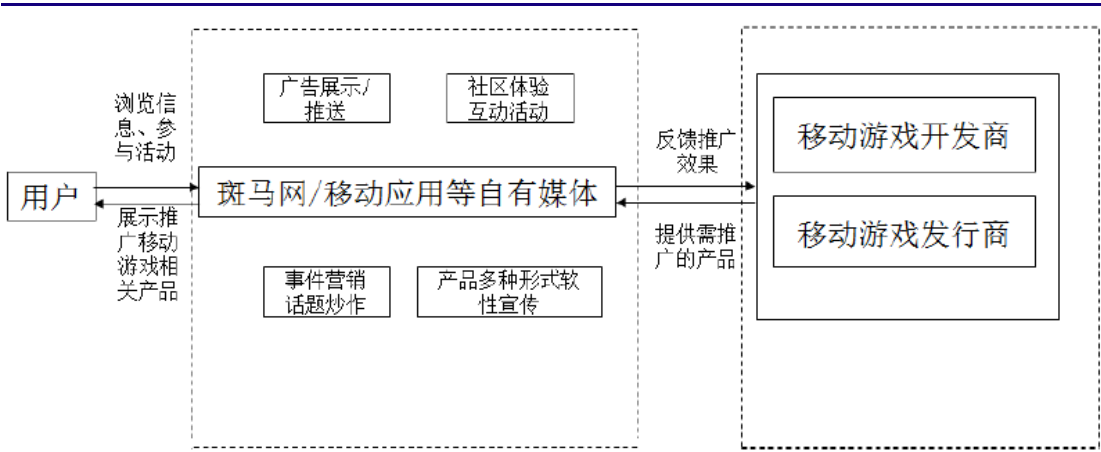 浏览信
息、参
与活动
用户
展示推
广移动
游戏相
关产品
广告展示/
推送
社区体验
互动活动
斑马网/移动应用等自有媒体
事件营销
话题炒作
产品多种形式软
性宣传
反馈推广
效果
提供需推
广的产品
移动游戏开发商
移动游戏发行商